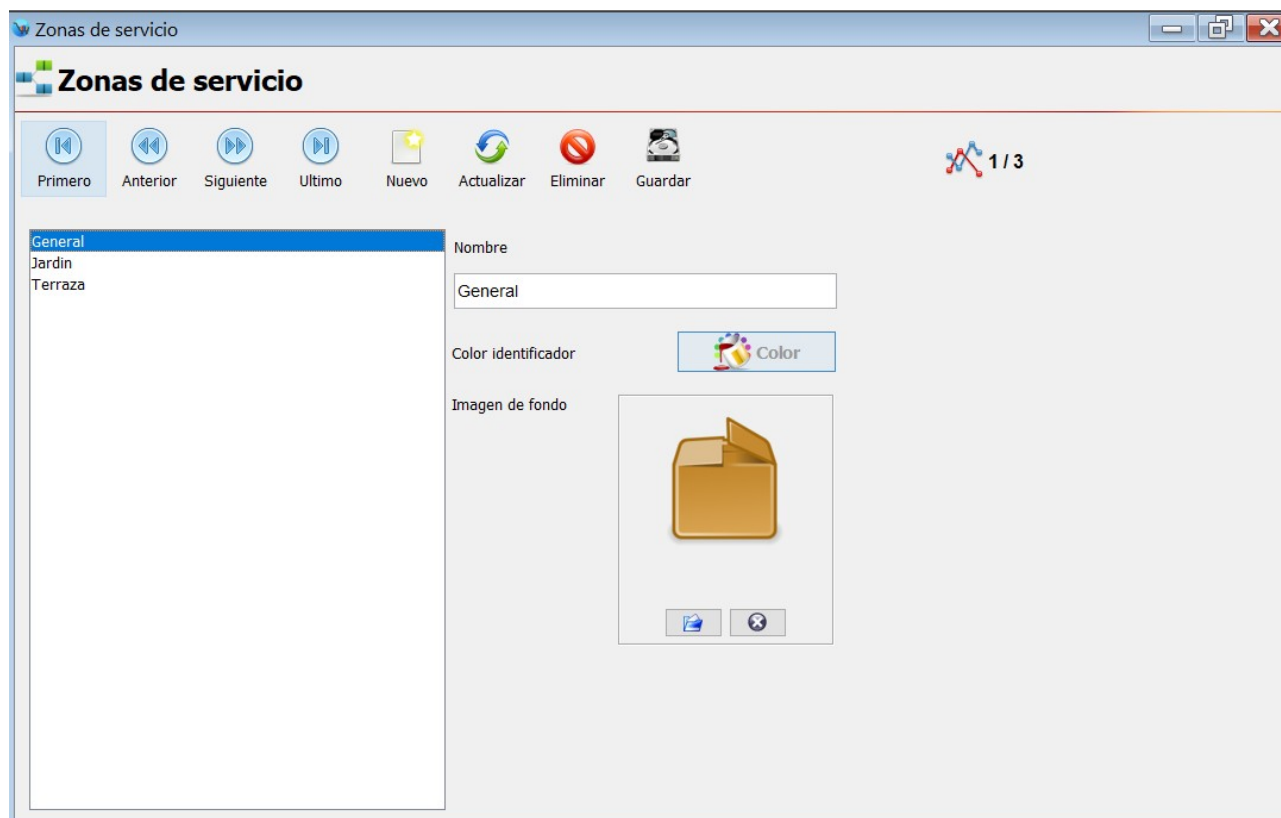 Zonas de servicio
Zonas de servicio
Primero Anterior Siguiente Ultimo Nuevo Actualizar Eliminar Guardar 1 / 3
General
Jardin
Terraza
Nombre
General
Color identificador Color
Imagen de fondo